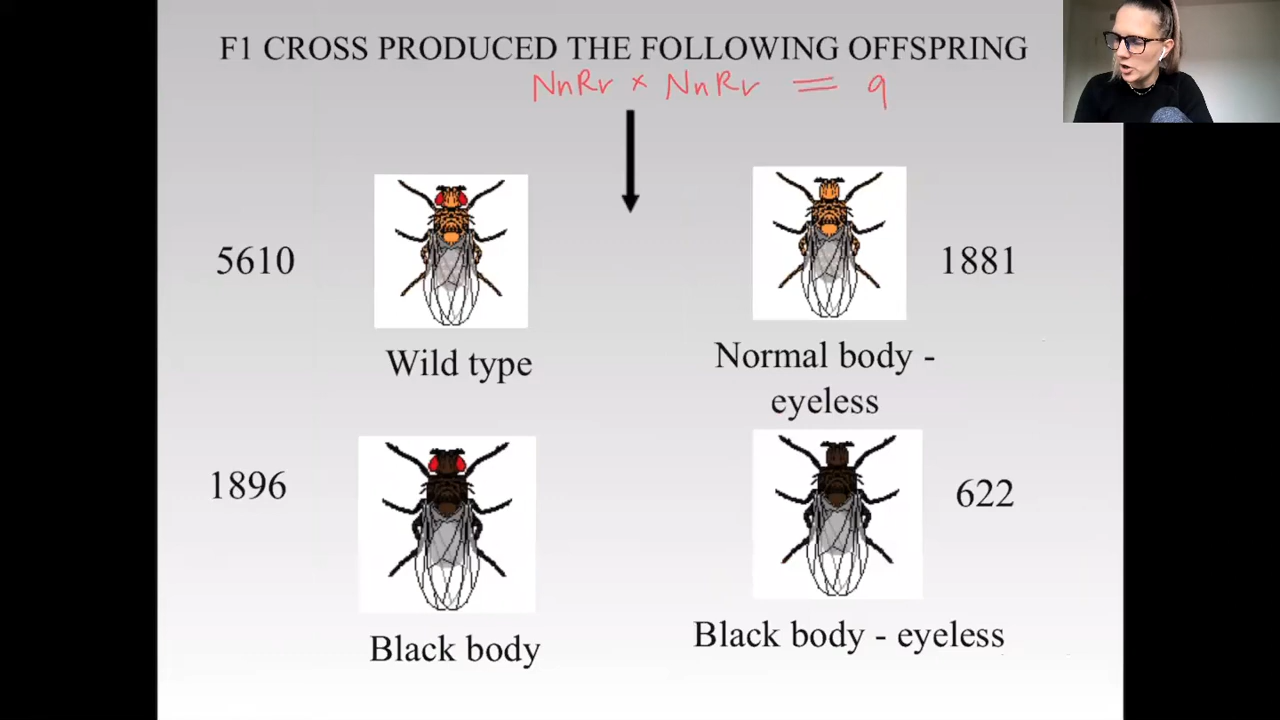 F1 CROSS PRODUCED THE FOLLOWING OFFSPRING
NnRr × NnRr = 9
5610
1881
Wild type
Normal body -
eyeless
1896
622
Black body
Black body - eyeless